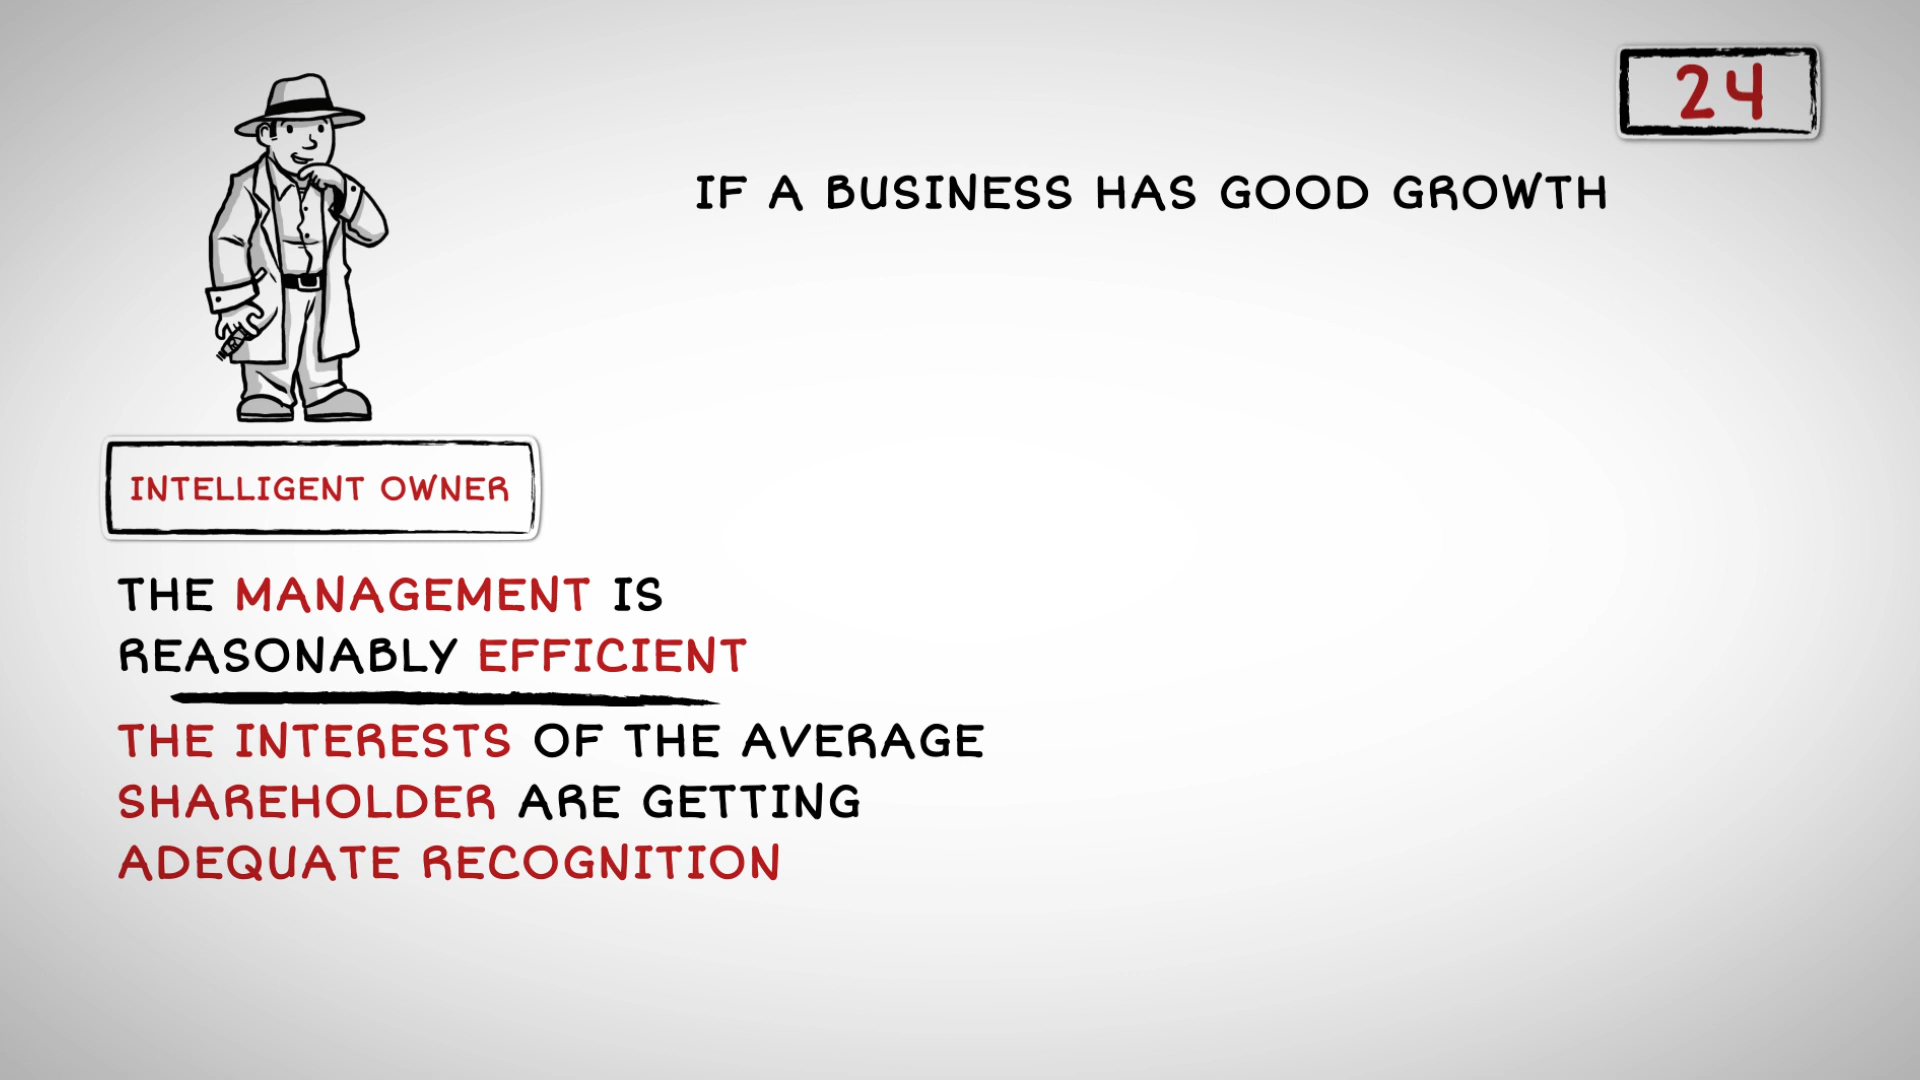 24
IF A BUSINESS HAS GOOD GROWTH
INTELLIGENT OWNER
THE MANAGEMENT IS
REASONABLY EFFICIENT
THE INTERESTS OF THE AVERAGE
SHAREHOLDER ARE GETTING
ADEQUATE RECOGNITION